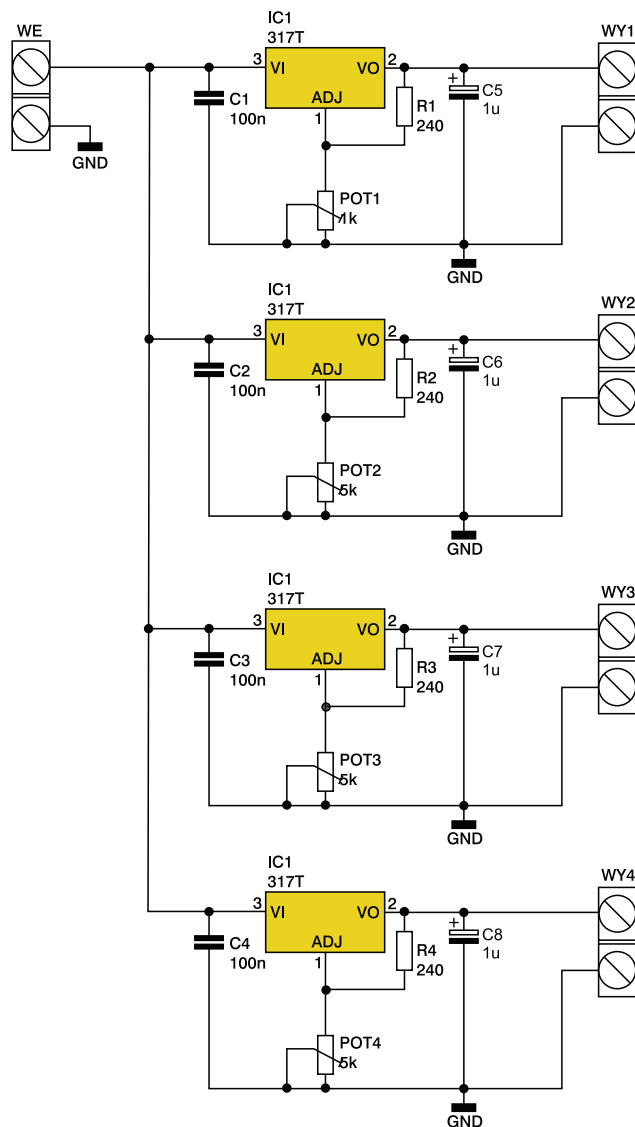 WE
IC1
317T
WY1
3
VI
VO
2
ADJ
1
C1
100n
R1
240
C5
+
1u
GND
POT1
1k
GND
IC1
317T
WY2
3
VI
VO
2
ADJ
1
C2
100n
R2
240
C6
+
1u
POT2
5k
GND
IC1
317T
WY3
3
VI
VO
2
ADJ
1
C3
100n
R3
240
C7
+
1u
POT3
5k
GND
IC1
317T
WY4
3
VI
VO
2
ADJ
1
C4
100n
R4
240
C8
+
1u
POT4
5k
GND